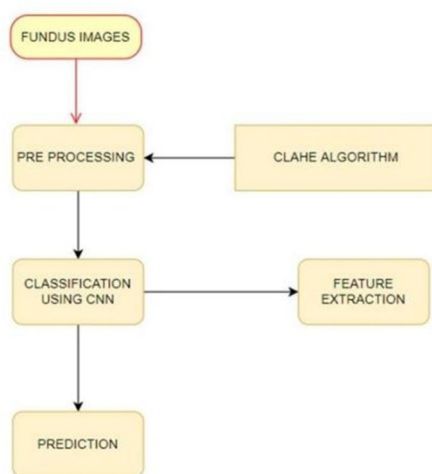 FUNDUS IMAGES
PRE PROCESSING
CLAHE ALGORITHM
CLASSIFICATION
USING CNN
FEATURE
EXTRACTION
PREDICTION